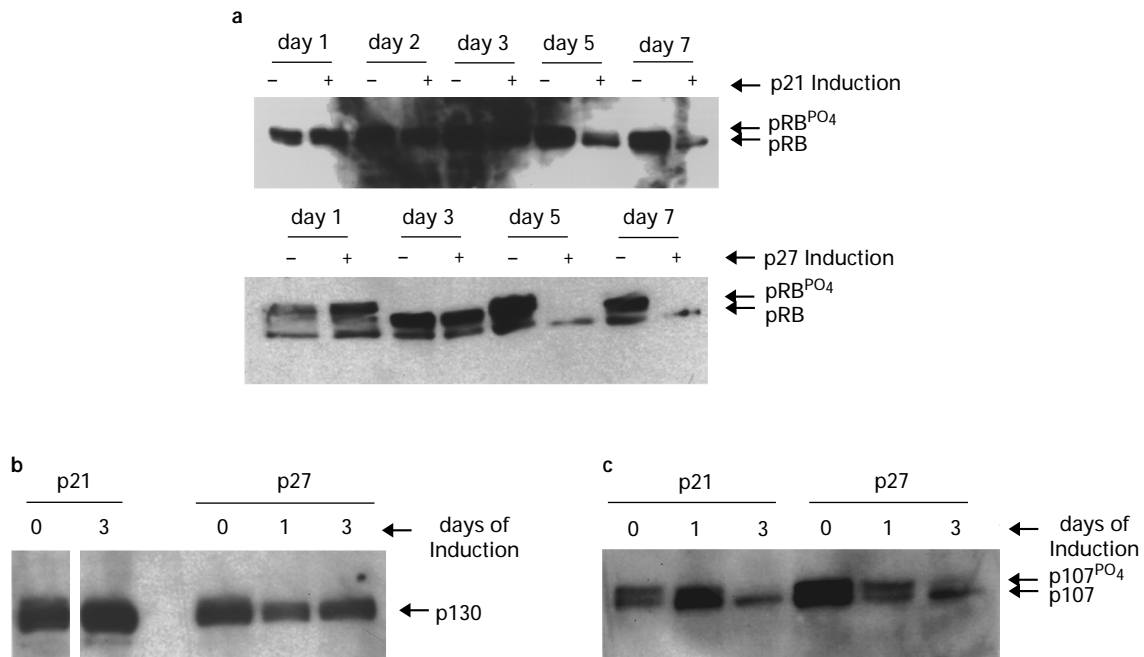 a
day 1 day 2 day 3 day 5 day 7
– + – + – + – + – + p21 Induction
pRB^PO4
pRB
day 1 day 3 day 5 day 7
– + – + – + – + p27 Induction
pRB^PO4
pRB
b
p21 p27
0 3 0 1 3 days of
Induction
p130
c
p21 p27
0 1 3 0 1 3 days of
Induction
p107^PO4
p107